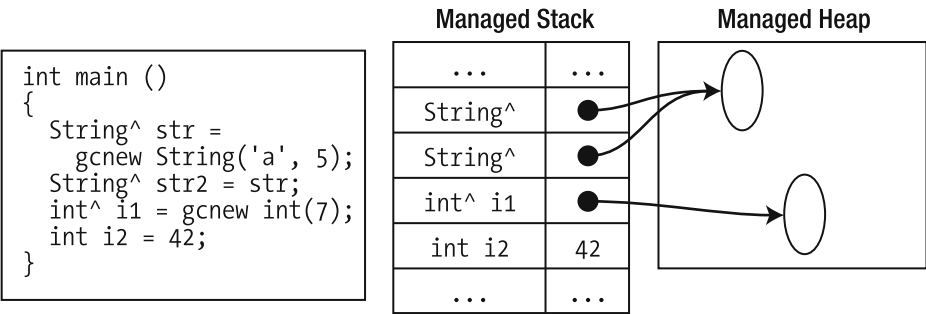 Managed Stack
Managed Heap
int main ()
{
  String^ str =
    gcnew String('a', 5);
  String^ str2 = str;
  int^ i1 = gcnew int(7);
  int i2 = 42;
}
... ...
String^
String^
int^ i1
int i2 42
... ...